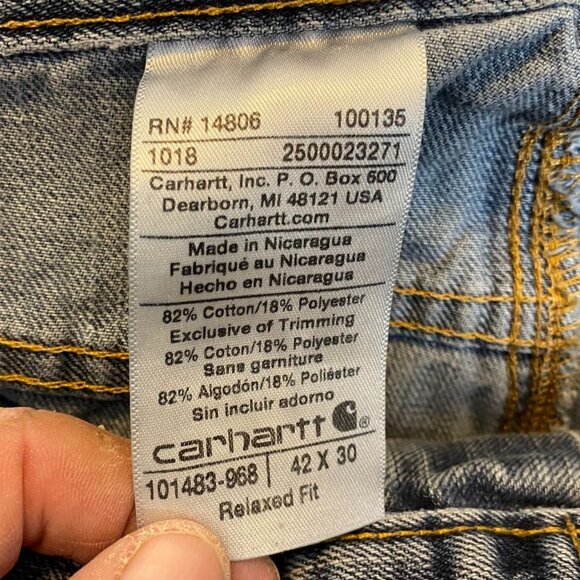 RN# 14806 100135
1018 2500023271
Carhartt, Inc. P. O. Box 600
Dearborn, MI 48121 USA
Carhartt.com
Made in Nicaragua
Fabriqué au Nicaragua
Hecho en Nicaragua
82% Cotton/18% Polyester
Exclusive of Trimming
82% Coton/18% Polyester
Sans garniture
82% Algodón/18% Poliéster
Sin incluir adorno
carhartt ®
101483-968 42 X 30
Relaxed Fit